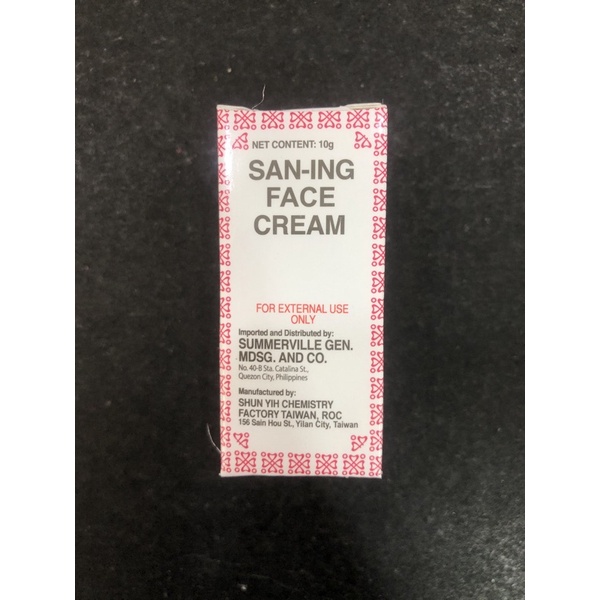 NET CONTENT: 10g
SAN-ING
FACE
CREAM
FOR EXTERNAL USE
ONLY
Imported and Distributed by:
SUMMERVILLE GEN.
MDSG. AND CO.
No. 40-B Sta. Catalina St.,
Quezon City, Philippines
Manufactured by:
SHUN YIH CHEMISTRY
FACTORY TAIWAN, ROC
156 Sain Hou St., Yilan City, Taiwan